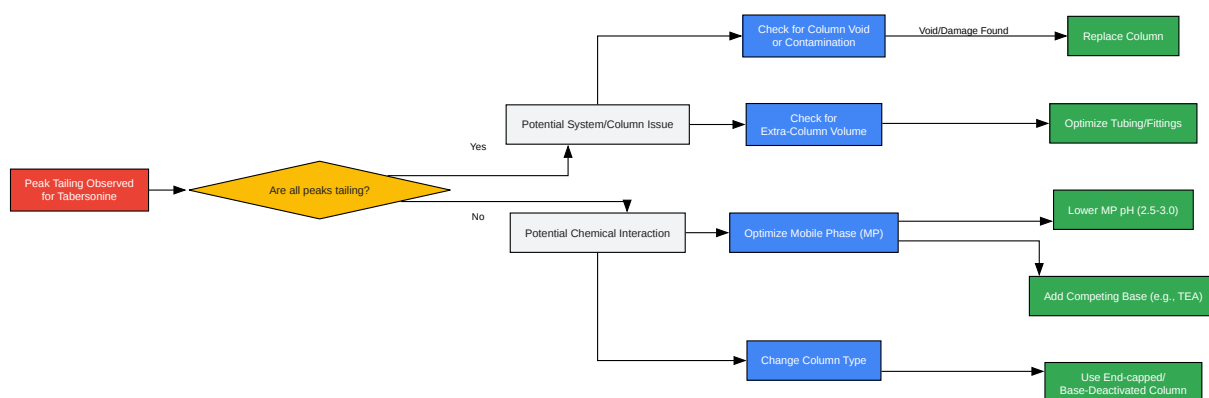 Peak Tailing Observed
for Tabersonine
Are all peaks tailing?
Yes
No
Potential System/Column Issue
Potential Chemical Interaction
Check for Column Void
or Contamination
Void/Damage Found
Replace Column
Check for
Extra-Column Volume
Optimize Tubing/Fittings
Optimize Mobile Phase (MP)
Lower MP pH (2.5-3.0)
Add Competing Base (e.g., TEA)
Change Column Type
Use End-capped/
Base-Deactivated Column